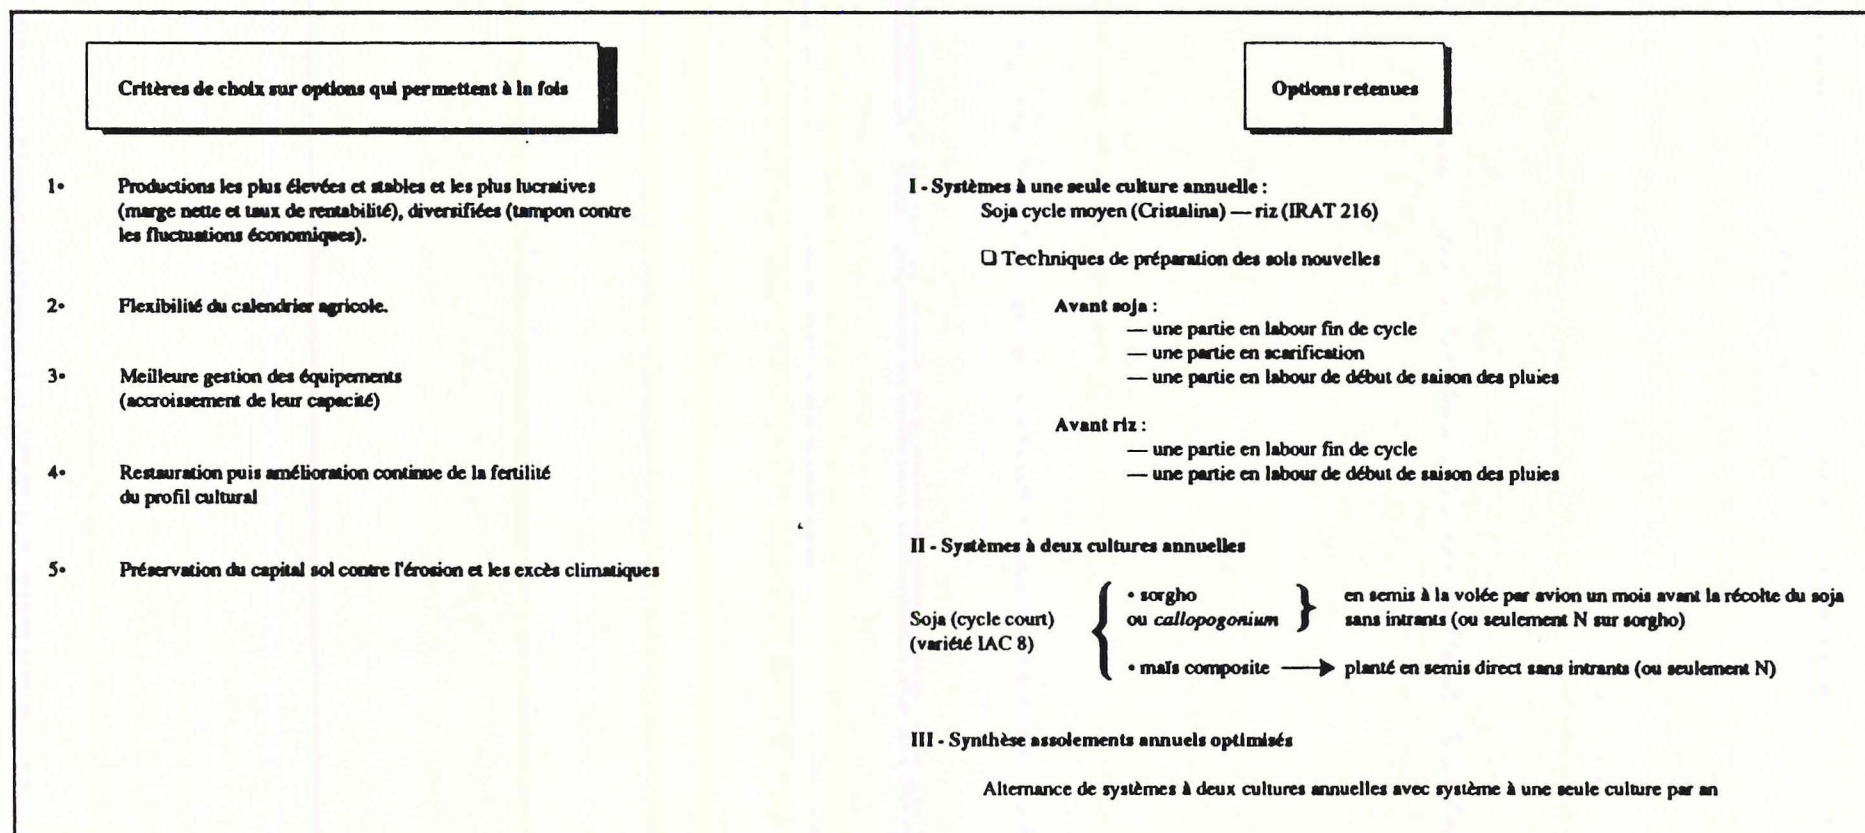 Critères de choix sur options qui permettent à la fois
1• Productions les plus élevées et stables et les plus lucratives
(marge nette et taux de rentabilité), diversifiées (tampon contre
les fluctuations économiques).
2• Flexibilité du calendrier agricole.
3• Meilleure gestion des équipements
(accroissement de leur capacité)
4• Restauration puis amélioration continue de la fertilité
du profil cultural
5• Préservation du capital sol contre l'érosion et les excès climatiques
Options retenues
I - Systèmes à une seule culture annuelle :
Soja cycle moyen (Cristalina) — riz (IRAT 216)
❑ Techniques de préparation des sols nouvelles
Avant soja :
— une partie en labour fin de cycle
— une partie en scarification
— une partie en labour de début de saison des pluies
Avant riz :
— une partie en labour fin de cycle
— une partie en labour de début de saison des pluies
II - Systèmes à deux cultures annuelles
Soja (cycle court)
(variété IAC 8)
• sorgho
ou callopogonium
en semis à la volée par avion un mois avant la récolte du soja
sans intrants (ou seulement N sur sorgho)
• maïs composite → planté en semis direct sans intrants (ou seulement N)
III - Synthèse assolements annuels optimisés
Alternance de systèmes à deux cultures annuelles avec système à une seule culture par an